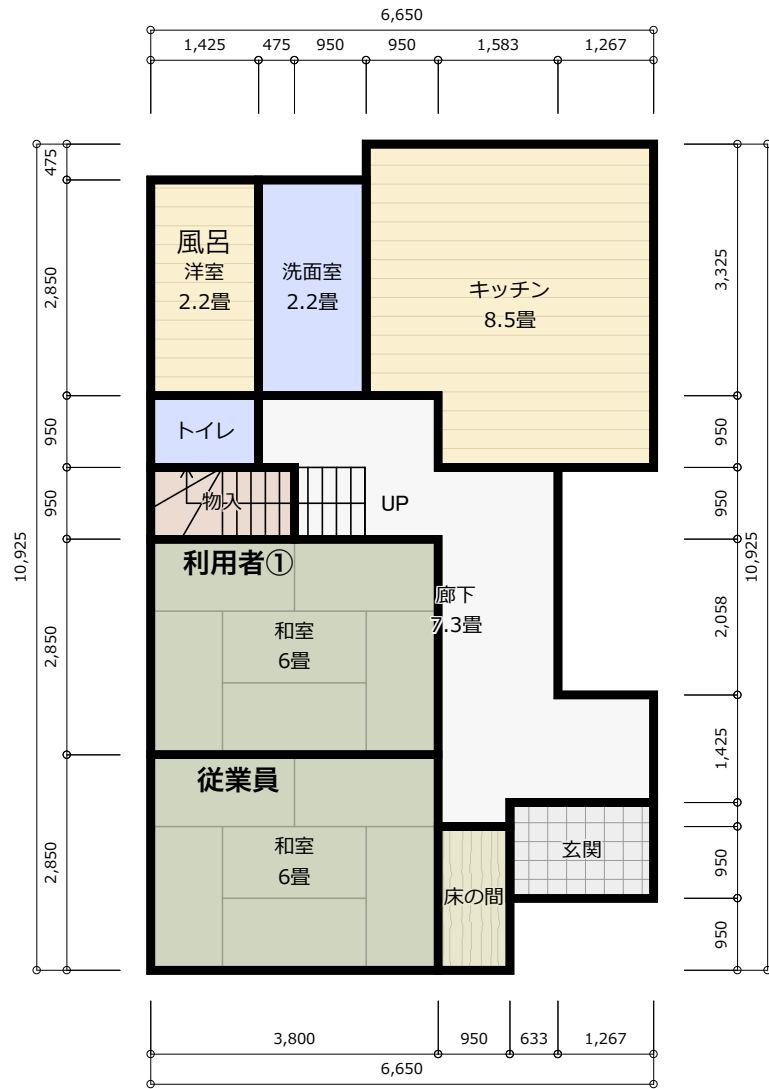 6,650
1,425
475
950
950
1,583
1,267
475
2,850
950
950
2,850
2,850
10,925
3,325
950
950
2,058
1,425
950
950
10,925
風呂
洋室
2.2畳
洗面室
2.2畳
キッチン
8.5畳
トイレ
物入
UP
利用者①
和室
6畳
廊下
7.3畳
従業員
和室
6畳
床の間
玄関
3,800
950
633
1,267
6,650